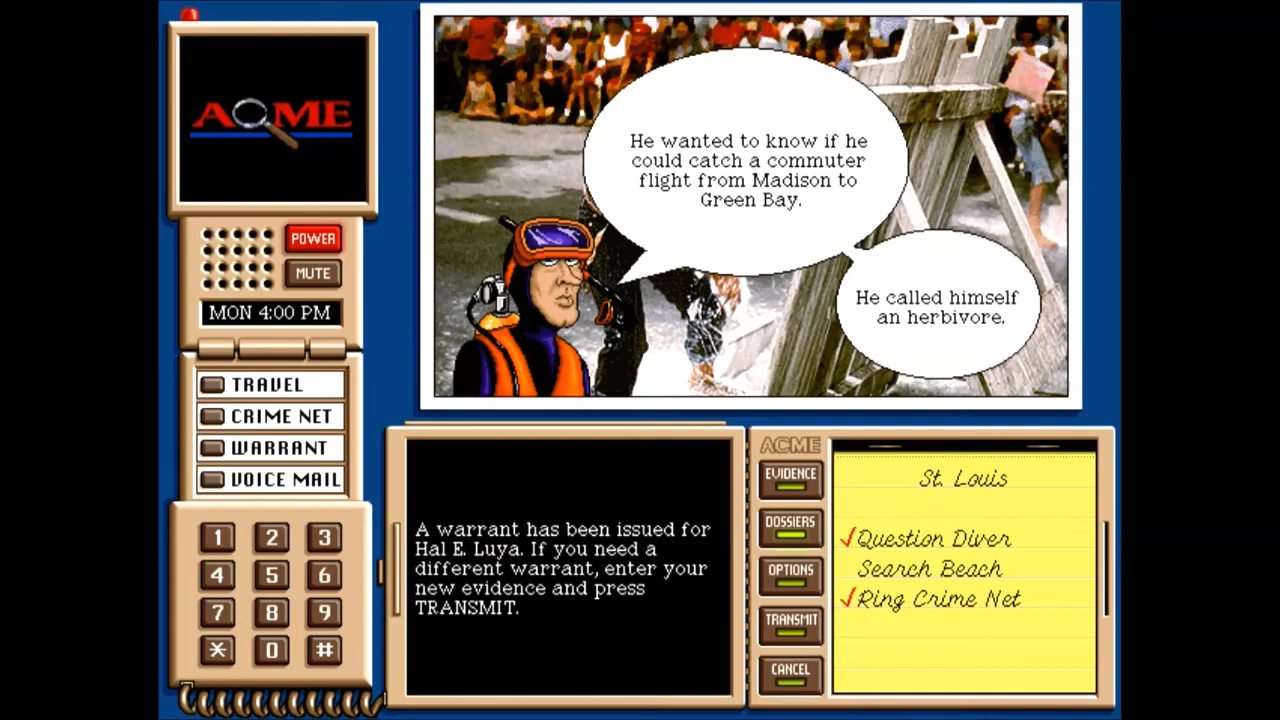 ACME
POWER
MUTE
MON 4:00 PM
TRAVEL
CRIME NET
WARRANT
VOICE MAIL
1 2 3
4 5 6
7 8 9
* 0 #
He wanted to know if he
could catch a commuter
flight from Madison to
Green Bay.
He called himself
an herbivore.
A warrant has been issued for
Hal E. Luya. If you need a
different warrant, enter your
new evidence and press
TRANSMIT.
ACME
EVIDENCE
DOSSIERS
OPTIONS
TRANSMIT
CANCEL
St. Louis
✓Question Diver
Search Beach
✓Ring Crime Net